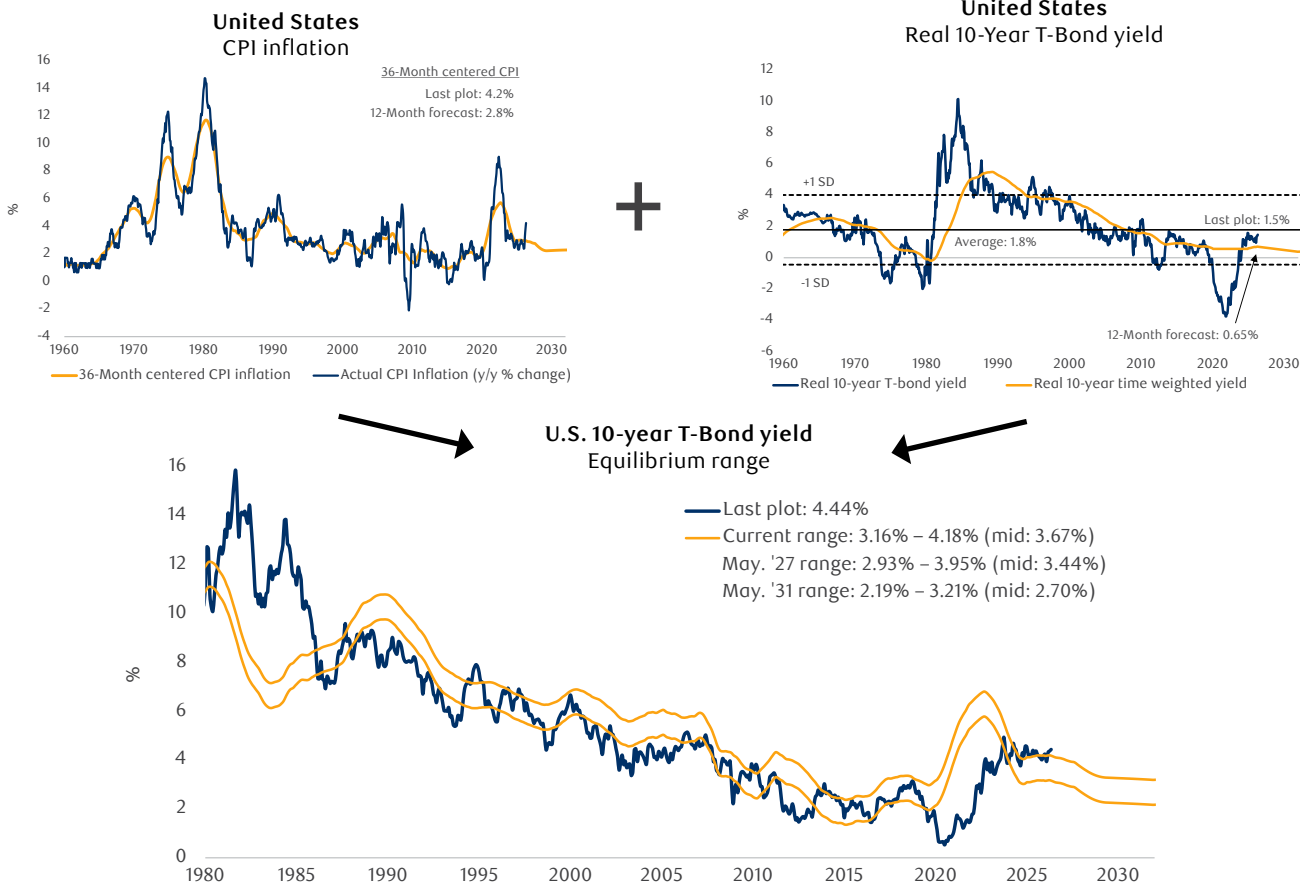 United States
CPI inflation
16
14
12
10
8
6
4
2
0
-2
-4
%
36-Month centered CPI
Last plot: 4.2%
12-Month forecast: 2.8%
1960 1970 1980 1990 2000 2010 2020 2030
36-Month centered CPI inflation
Actual CPI Inflation (y/y % change)
+
United States
Real 10-Year T-Bond yield
12
10
8
6
4
2
0
-2
-4
-6
%
+1 SD
Last plot: 1.5%
Average: 1.8%
-1 SD
12-Month forecast: 0.65%
1960 1970 1980 1990 2000 2010 2020 2030
Real 10-year T-bond yield
Real 10-year time weighted yield
U.S. 10-year T-Bond yield
Equilibrium range
16
14
12
10
8
6
4
2
0
%
Last plot: 4.44%
Current range: 3.16% – 4.18% (mid: 3.67%)
May. '27 range: 2.93% – 3.95% (mid: 3.44%)
May. '31 range: 2.19% – 3.21% (mid: 2.70%)
1980 1985 1990 1995 2000 2005 2010 2015 2020 2025 2030